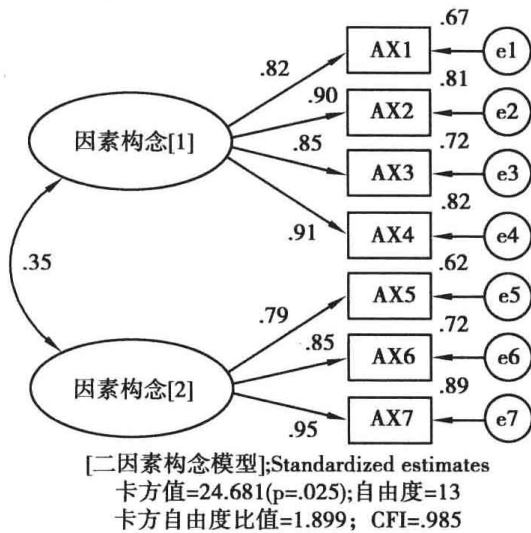 .67
.82
AX1
e1
.81
.90
AX2
e2
因素构念[1]
.72
.85
AX3
e3
.82
.91
AX4
e4
.35
.62
.79
AX5
e5
.72
.85
AX6
e6
因素构念[2]
.89
.95
AX7
e7
[二因素构念模型];Standardized estimates
卡方值=24.681(p=.025);自由度=13
卡方自由度比值=1.899；CFI=.985